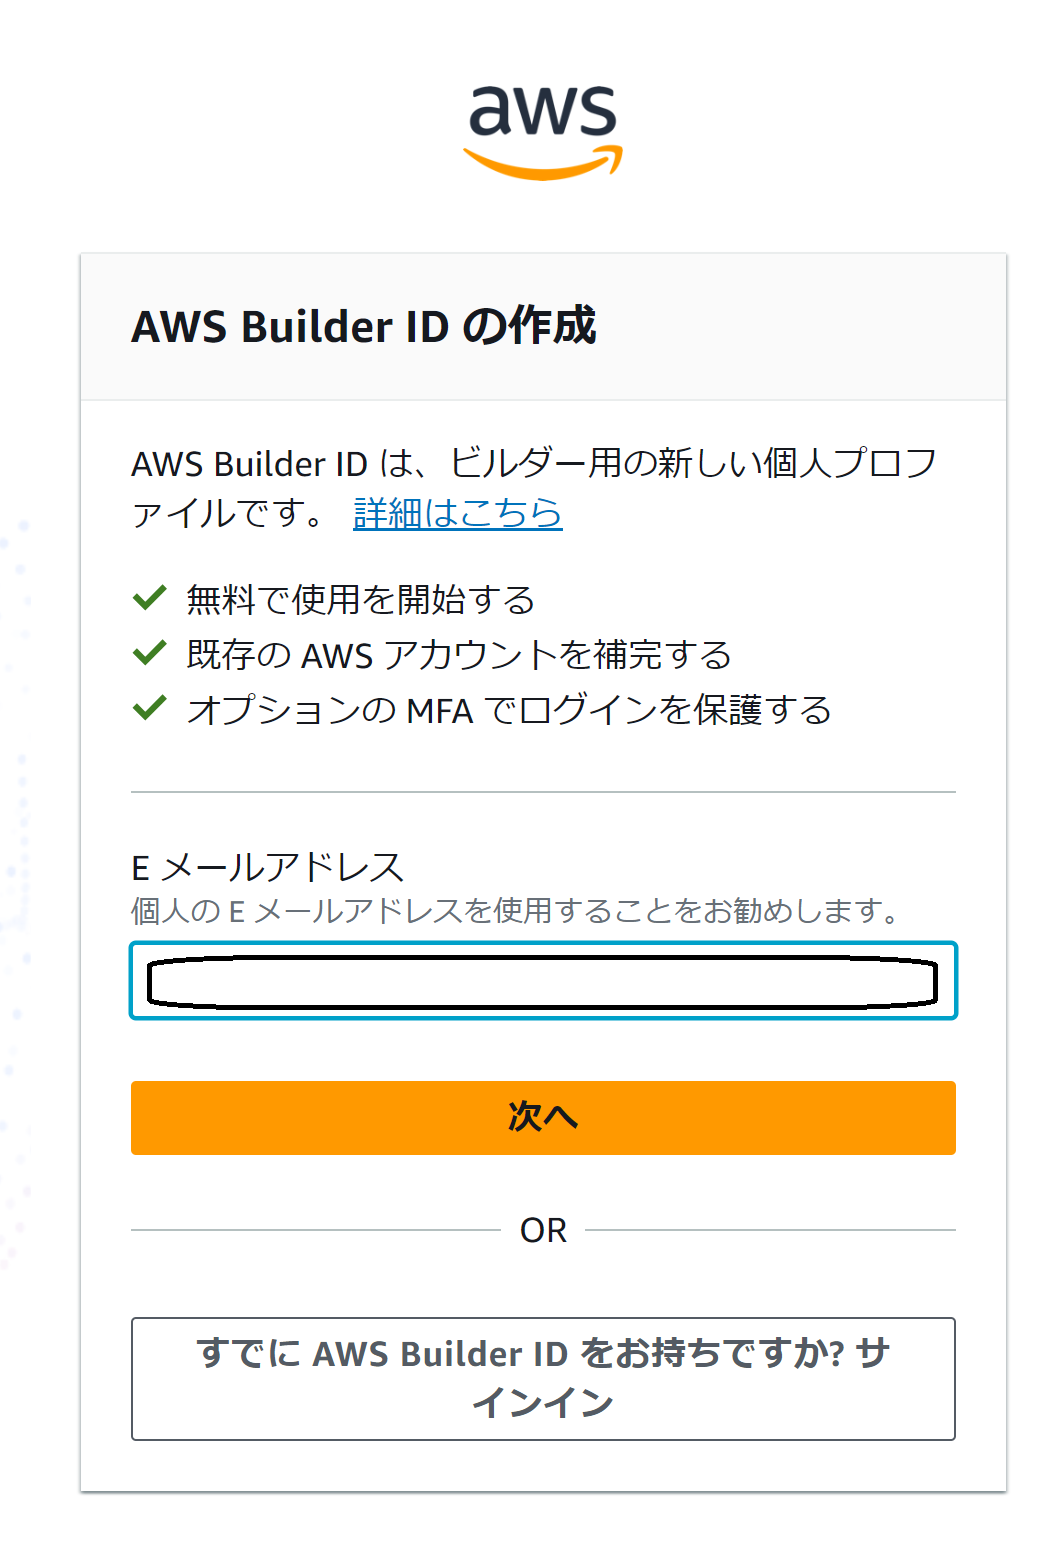 aws
AWS Builder ID の作成
AWS Builder ID は、ビルダー用の新しい個人プロフ
ァイルです。 詳細はこちら
無料で使用を開始する
既存の AWS アカウントを補完する
オプションの MFA でログインを保護する
E メールアドレス
個人の E メールアドレスを使用することをお勧めします。
次へ
OR
すでに AWS Builder ID をお持ちですか? サ
インイン